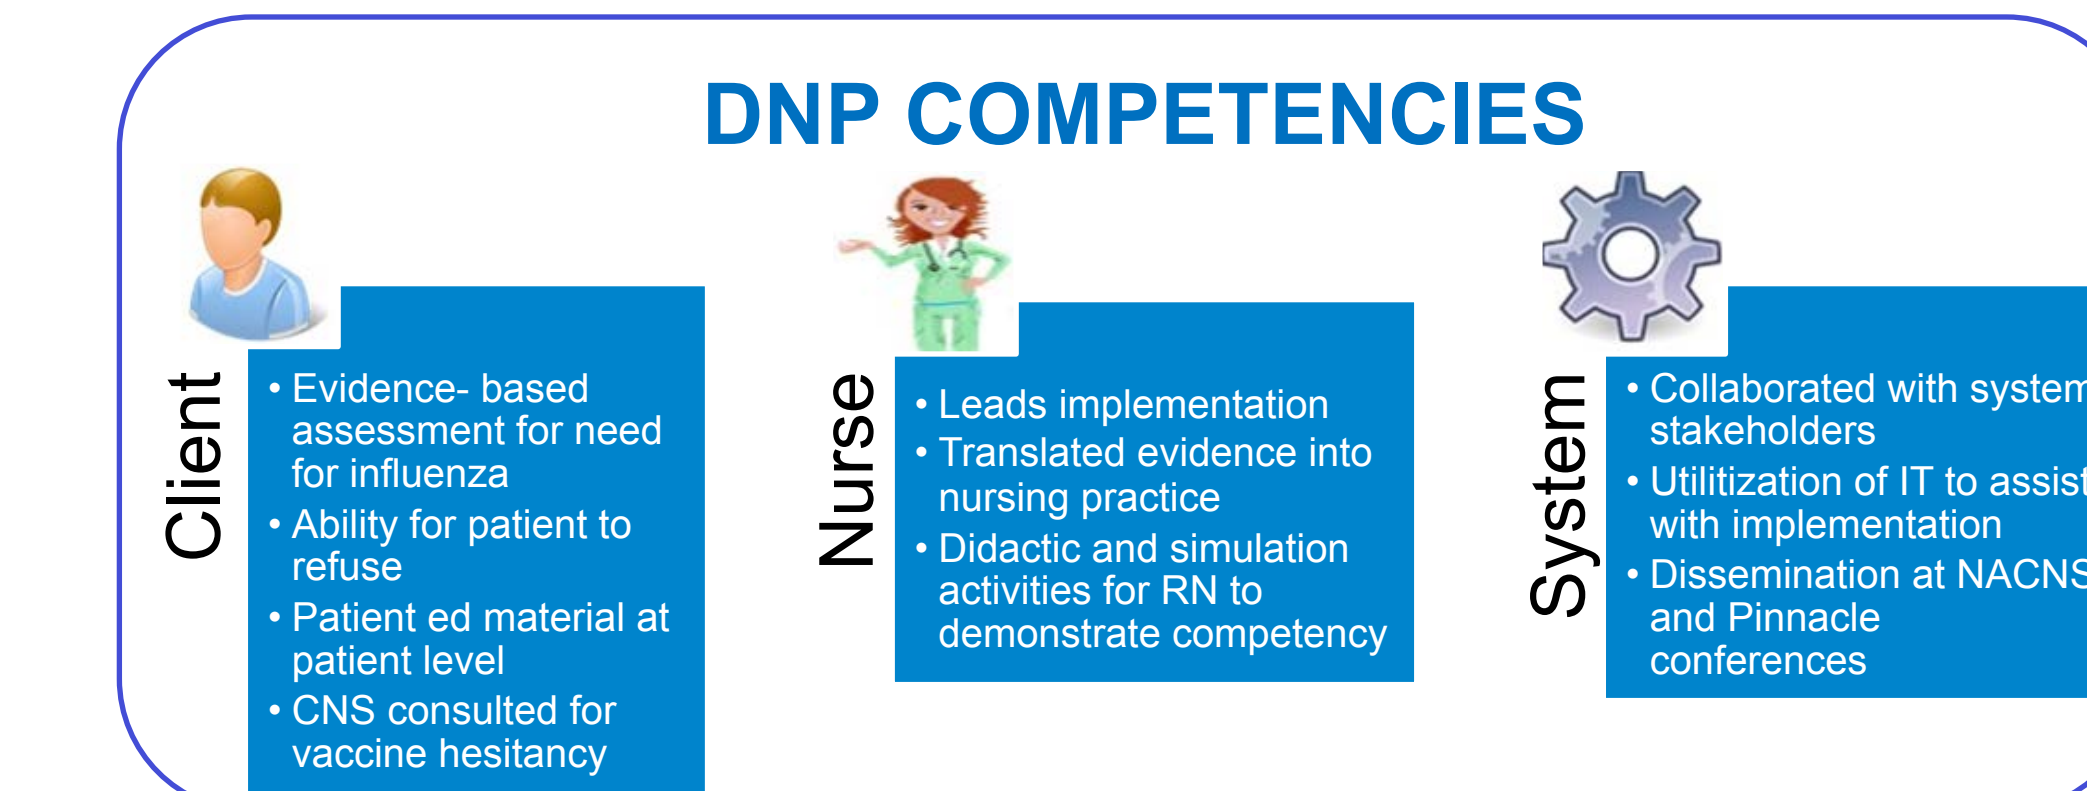 DNP COMPETENCIES
Client
• Evidence- based
assessment for need
for influenza
• Ability for patient to
refuse
• Patient ed material at
patient level
• CNS consulted for
vaccine hesitancy
Nurse
• Leads implementation
• Translated evidence into
nursing practice
• Didactic and simulation
activities for RN to
demonstrate competency
System
• Collaborated with system
stakeholders
• Utilitization of IT to assist
with implementation
• Dissemination at NACNS
and Pinnacle
conferences